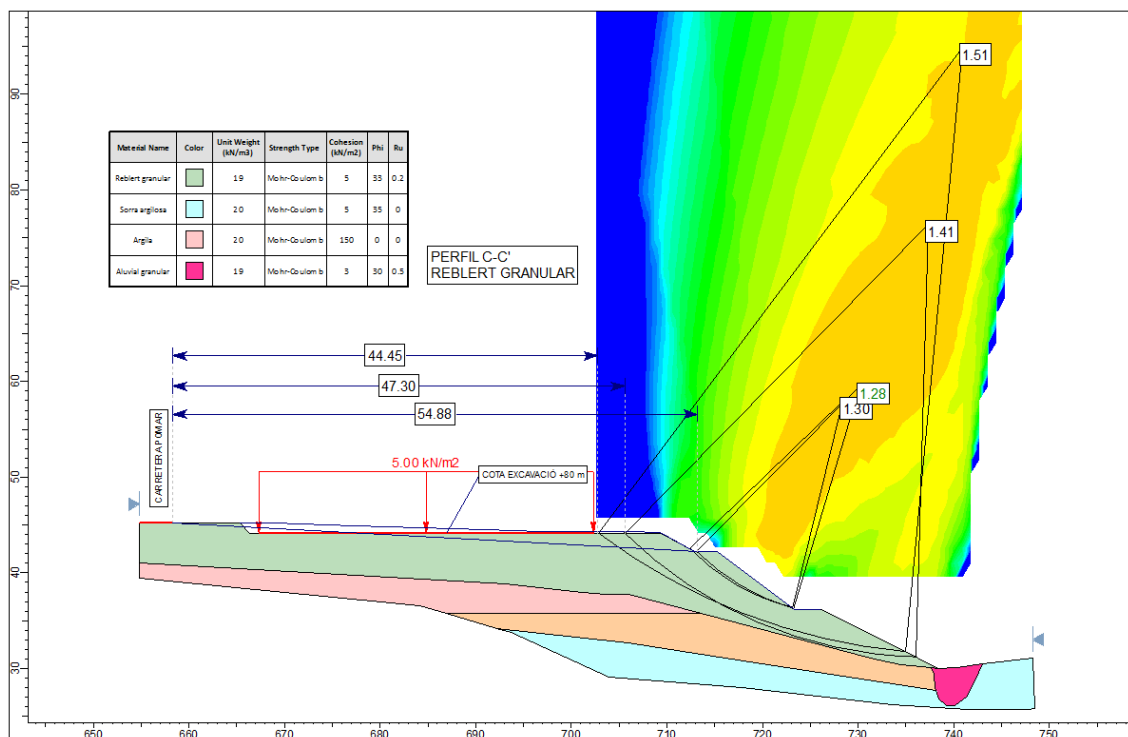 1.51
Material Name Color Unit Weight (kN/m3) Strength Type Cohesion (kN/m2) Phi Ru
Reblert granular 19 Mohr-Coulomb 5 33 0.2
Sorra argilosa 20 Mohr-Coulomb 5 35 0
Argila 20 Mohr-Coulomb 150 0 0
Aluvial granular 19 Mohr-Coulomb 3 30 0.5
PERFIL C-C'
REBLERT GRANULAR
1.41
44.45
47.30
54.88
1.28
1.30
CARRETERA POMAR
5.00 kN/m2
COTA EXCAVACIÓ +80 m
90
80
70
60
50
40
30
650 660 670 680 690 700 710 720 730 740 750